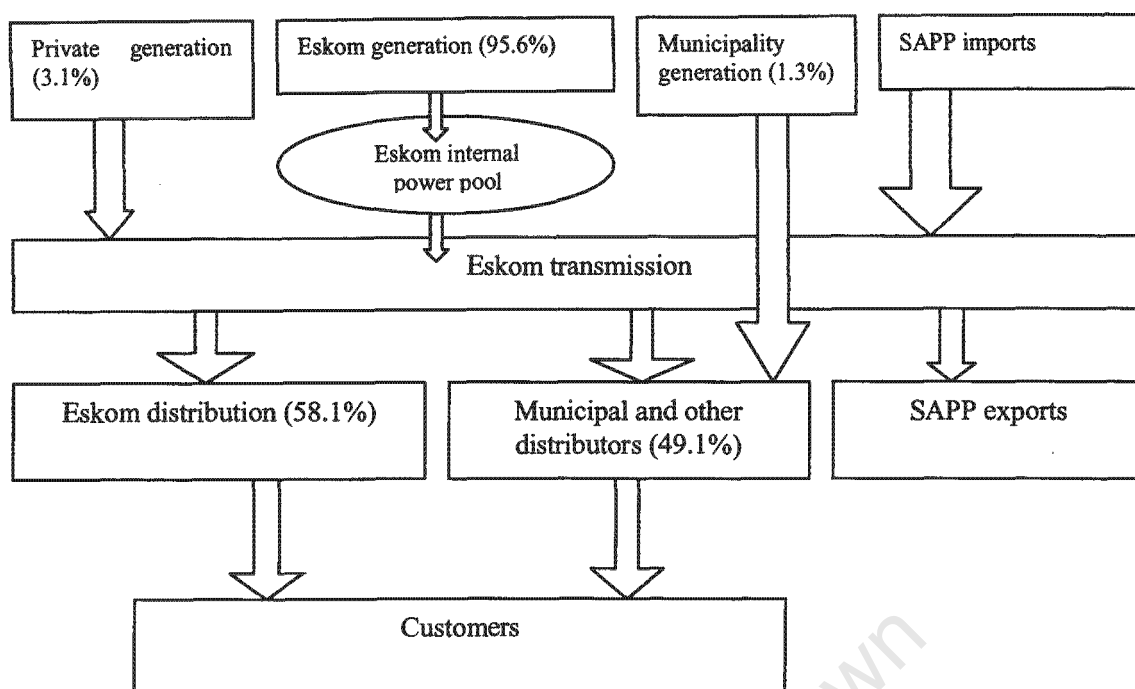 Private generation
(3.1%)
Eskom generation (95.6%)
Municipality
generation (1.3%)
SAPP imports
Eskom internal
power pool
Eskom transmission
Eskom distribution (58.1%)
Municipal and other
distributors (49.1%)
SAPP exports
Customers
wn